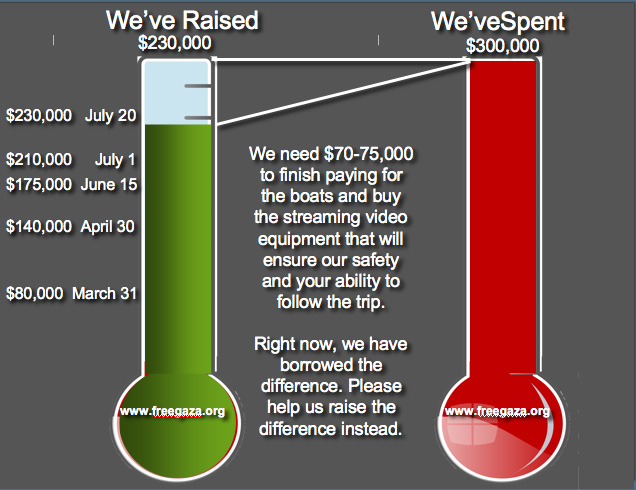 We've Raised
$230,000
We'veSpent
$300,000
$230,000 July 20
$210,000 July 1
$175,000 June 15
$140,000 April 30
$80,000 March 31
We need $70-75,000
to finish paying for
the boats and buy
the streaming video
equipment that will
ensure our safety
and your ability to
follow the trip.
Right now, we have
borrowed the
difference. Please
help us raise the
difference instead.
www.freegaza.org
www.freegaza.org